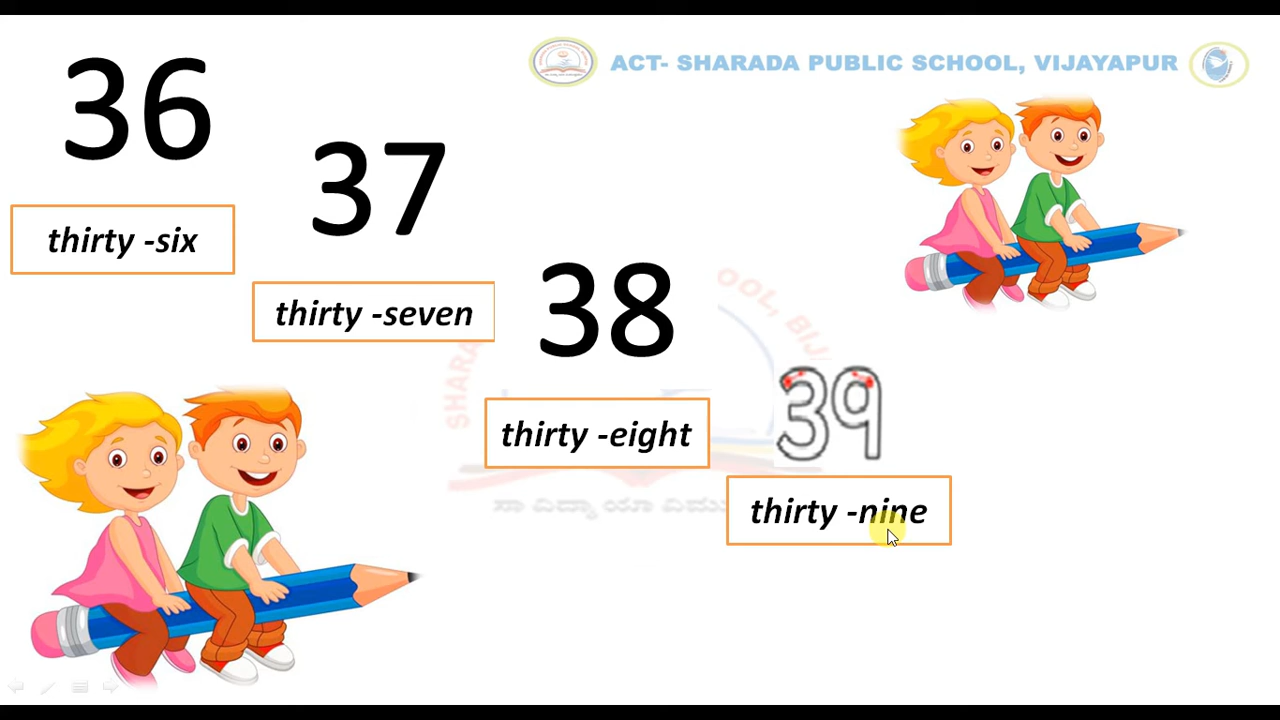 36
ACT- SHARADA PUBLIC SCHOOL, VIJAYAPUR
37
thirty -six
thirty -seven
38
39
thirty -eight
thirty -nine